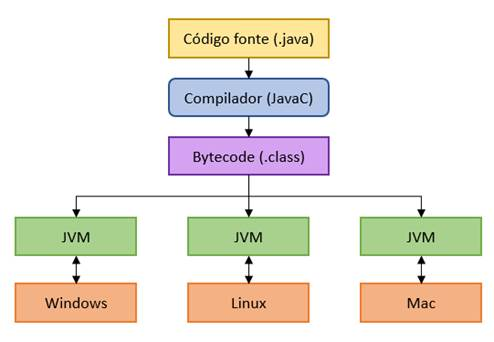 Código fonte (.java)
Compilador (JavaC)
Bytecode (.class)
JVM
JVM
JVM
Windows
Linux
Mac